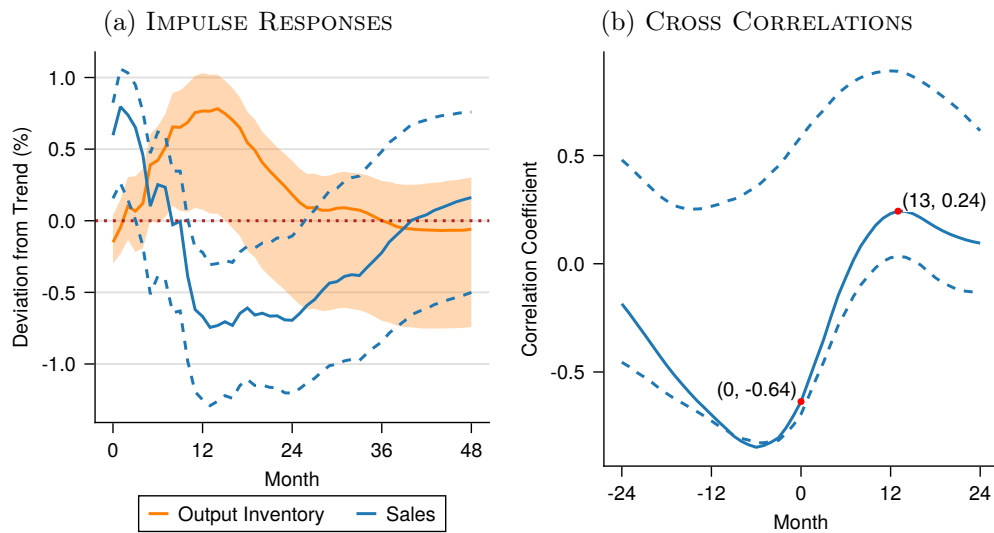 (a) IMPULSE RESPONSES
Deviation from Trend (%)
1.0
0.5
0.0
-0.5
-1.0
0 12 24 36 48
Month
Output Inventory Sales
(b) CROSS CORRELATIONS
Correlation Coefficient
0.5
0.0
-0.5
(13, 0.24)
(0, -0.64)
-24 -12 0 12 24
Month